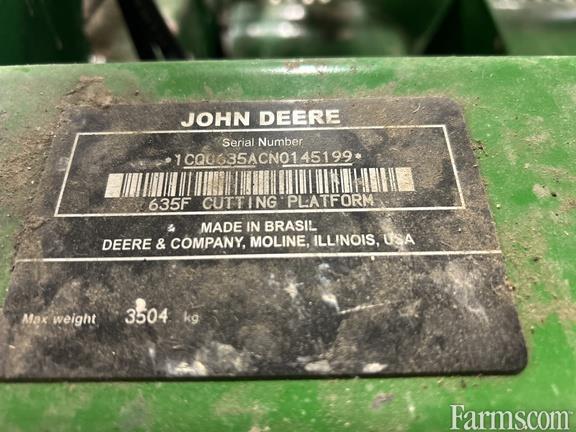 JOHN DEERE
Serial Number
*1CQ0635ACN0145199*
635F CUTTING PLATFORM
MADE IN BRASIL
DEERE & COMPANY, MOLINE, ILLINOIS, USA
Max weight 3504 kg
Farms.com